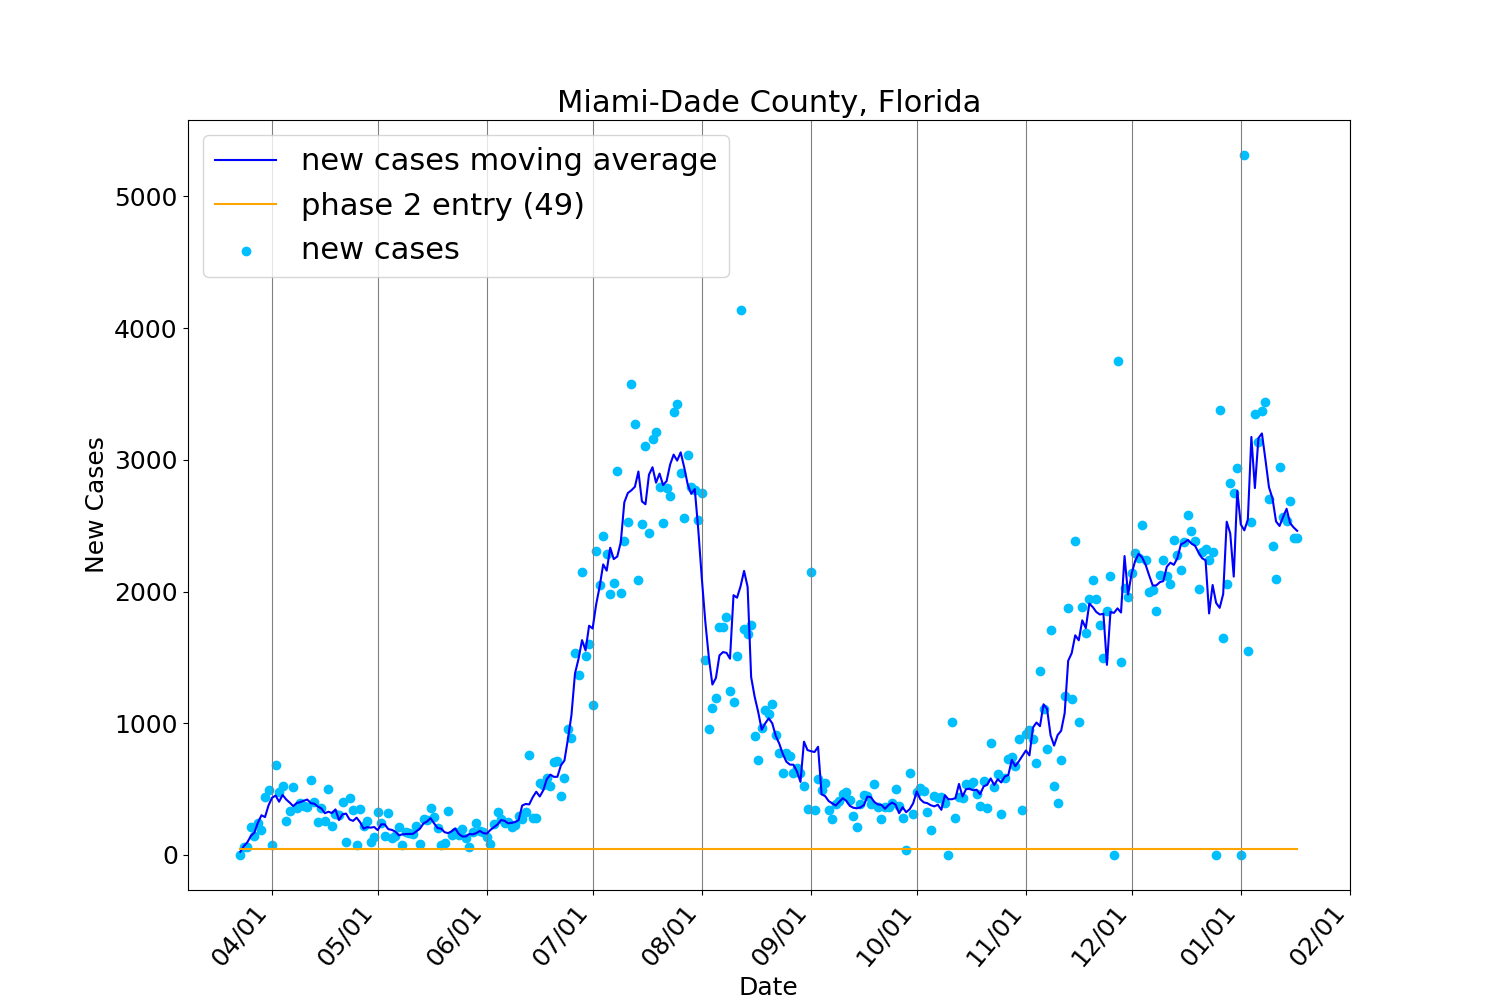 Miami-Dade County, Florida
new cases moving average
phase 2 entry (49)
new cases
New Cases
5000
4000
3000
2000
1000
0
04/01
05/01
06/01
07/01
08/01
09/01
10/01
11/01
12/01
01/01
02/01
Date